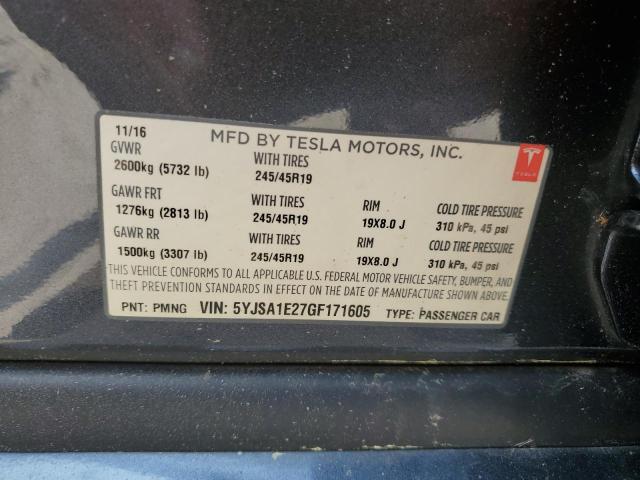 11/16 MFD BY TESLA MOTORS, INC.
GVWR WITH TIRES
2600kg (5732 lb) 245/45R19
TESLA
GAWR FRT WITH TIRES RIM COLD TIRE PRESSURE
1276kg (2813 lb) 245/45R19 19X8.0 J 310 kPa, 45 psi
GAWR RR WITH TIRES RIM COLD TIRE PRESSURE
1500kg (3307 lb) 245/45R19 19X8.0 J 310 kPa, 45 psi
THIS VEHICLE CONFORMS TO ALL APPLICABLE U.S. FEDERAL MOTOR VEHICLE SAFETY, BUMPER, AND
THEFT PREVENTION STANDARDS IN EFFECT ON THE DATE OF MANUFACTURE SHOWN ABOVE.
PNT: PMNG VIN: 5YJSA1E27GF171605 TYPE: PASSENGER CAR